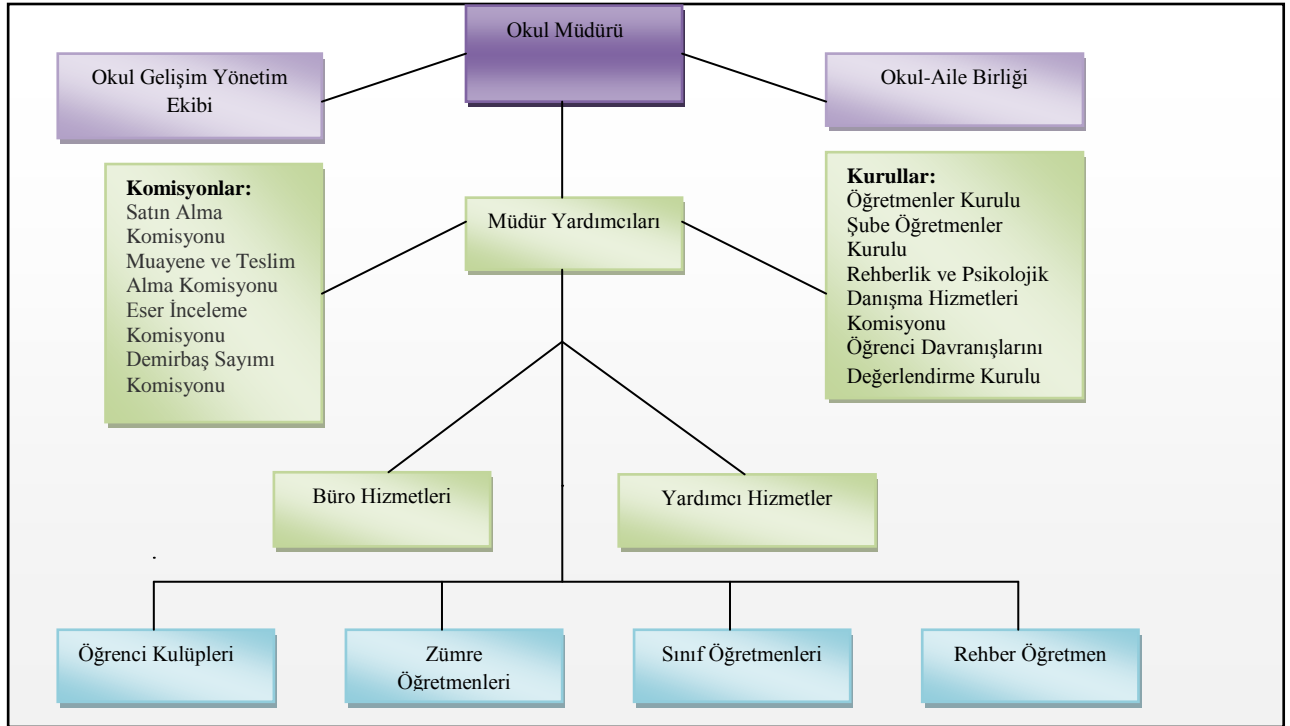 Okul Müdürü
Okul Gelişim Yönetim
Ekibi
Okul-Aile Birliği
Komisyonlar:
Satın Alma
Komisyonu
Muayene ve Teslim
Alma Komisyonu
Eser İnceleme
Komisyonu
Demirbaş Sayımı
Komisyonu
Müdür Yardımcıları
Kurullar:
Öğretmenler Kurulu
Şube Öğretmenler
Kurulu
Rehberlik ve Psikolojik
Danışma Hizmetleri
Komisyonu
Öğrenci Davranışlarını
Değerlendirme Kurulu
Büro Hizmetleri
Yardımcı Hizmetler
Öğrenci Kulüpleri
Zümre
Öğretmenleri
Sınıf Öğretmenleri
Rehber Öğretmen